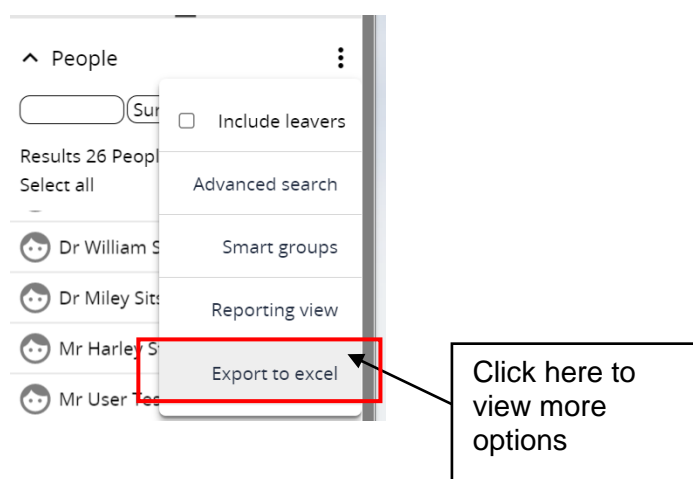 People
Sur
Include leavers
Results 26 Peopl
Select all
Advanced search
Dr William S
Smart groups
Dr Miley Sits
Reporting view
Mr Harley S
Export to excel
Mr User Tes
Click here to
view more
options